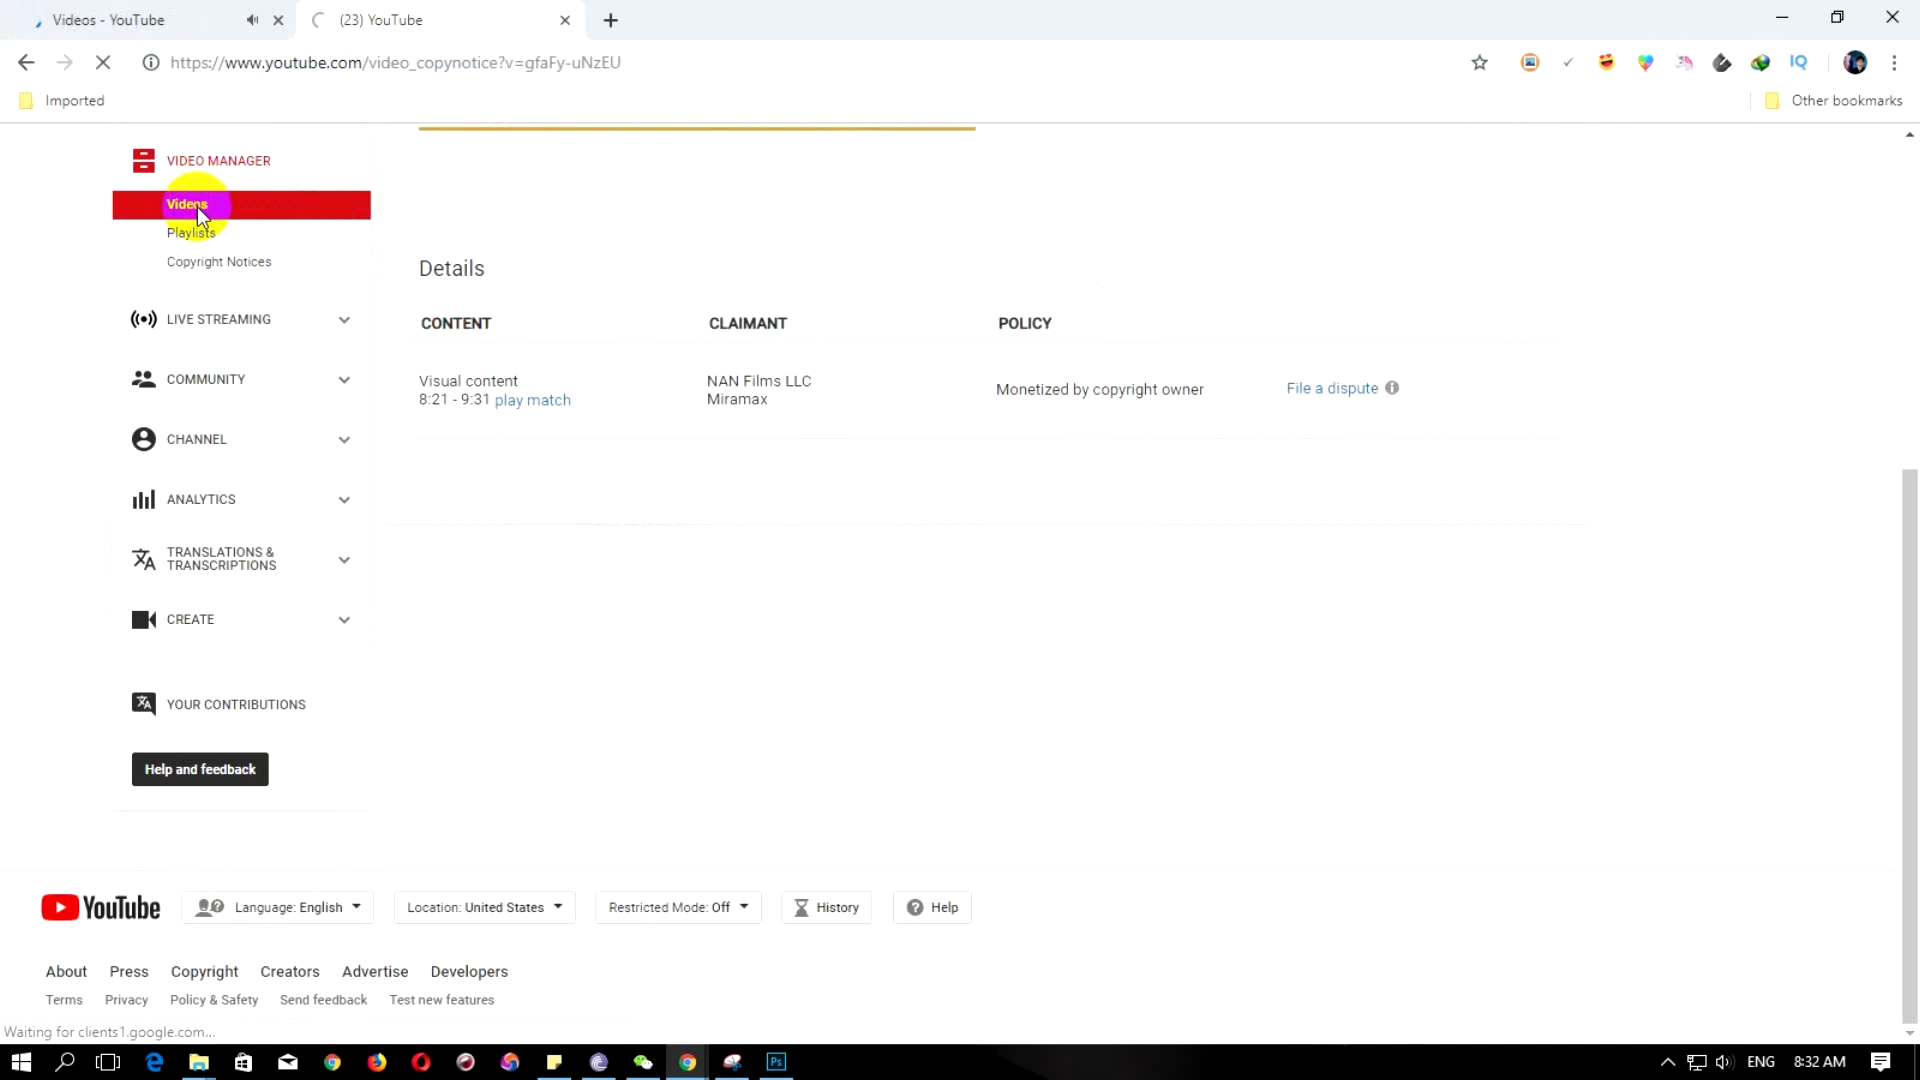 Videos - YouTube
(23) YouTube
https://www.youtube.com/video_copynotice?v=gfaFy-uNzEU
IQ
Imported
Other bookmarks
VIDEO MANAGER
Videos
Playlists
Copyright Notices
LIVE STREAMING
COMMUNITY
CHANNEL
ANALYTICS
TRANSLATIONS &
TRANSCRIPTIONS
CREATE
YOUR CONTRIBUTIONS
Help and feedback
Details
CONTENT CLAIMANT POLICY
Visual content
8:21 - 9:31 play match
NAN Films LLC
Miramax
Monetized by copyright owner
File a dispute
YouTube
Language: English
Location: United States
Restricted Mode: Off
History
Help
About Press Copyright Creators Advertise Developers
Terms Privacy Policy & Safety Send feedback Test new features
Waiting for clients1.google.com...
Ps
ENG
8:32 AM